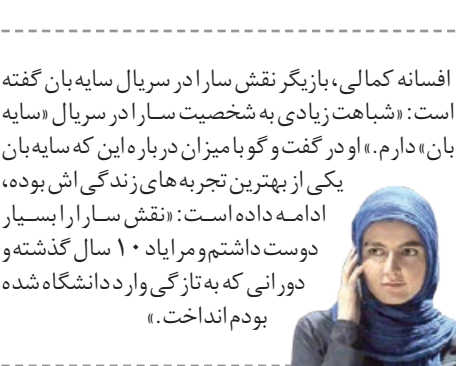 افسانه کمالی، بازیگر نقش سارا در سریال سایه‌بان گفته
است: «شباهت زیادی به شخصیت سارا در سریال «سایه
بان» دارم.» او در گفت و گو با میزان درباره این که سایه‌بان
یکی از بهترین تجربه‌های زندگی اش بوده،
ادامه داده است: «نقش سارا را بسیار
دوست داشتم و مرا یاد ۱۰ سال گذشته و
دورانی که به تازگی وارد دانشگاه شده
بودم انداخت.»